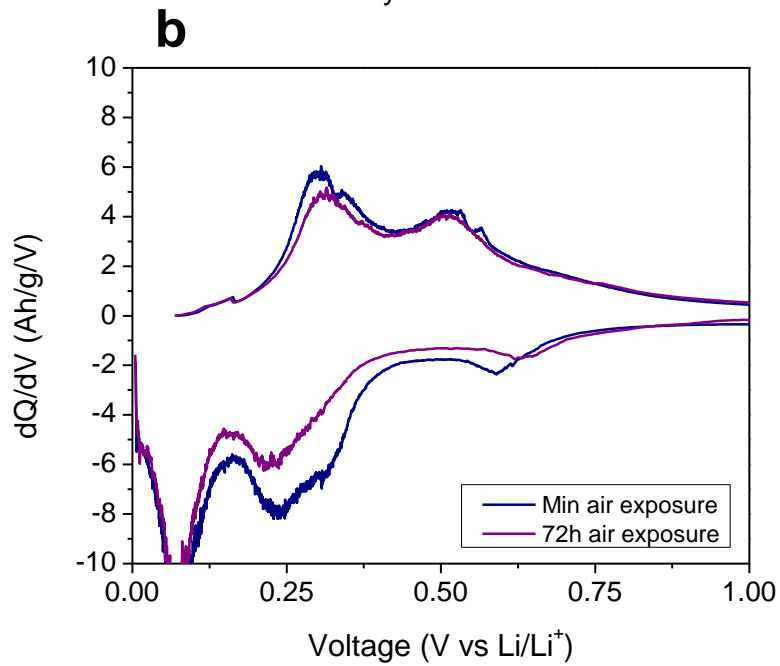 y
b
10
8
6
4
2
0
-2
-4
-6
-8
-10
dQ/dV (Ah/g/V)
Min air exposure
72h air exposure
0.00 0.25 0.50 0.75 1.00
Voltage (V vs Li/Li⁺)